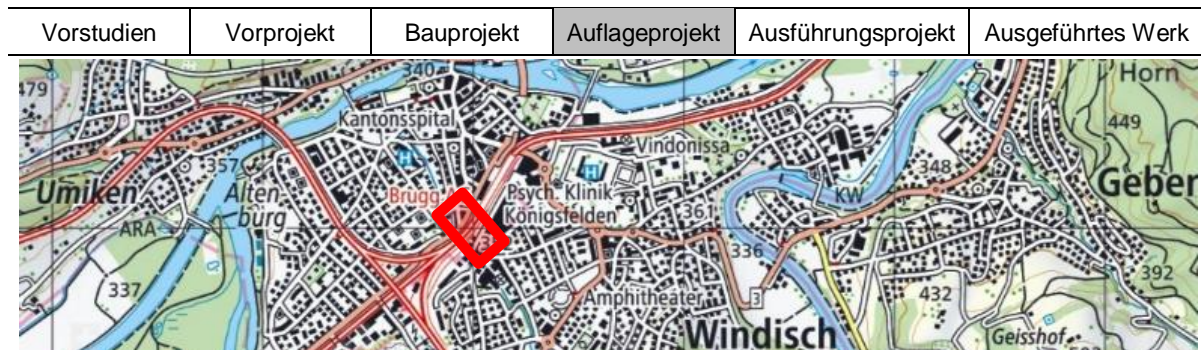 Vorstudien Vorprojekt Bauprojekt Auflageprojekt Ausführungsprojekt Ausgeführtes Werk
340
Horn
479
Kantonsspital
449
Vindonissa
357
348
Umiken
Alten-
burg
Brugg
Psych. Klinik
Königsfelden
KW
Geben
361
ARA
336
392
337
Amphitheater
3
432
Windisch
Geisshof